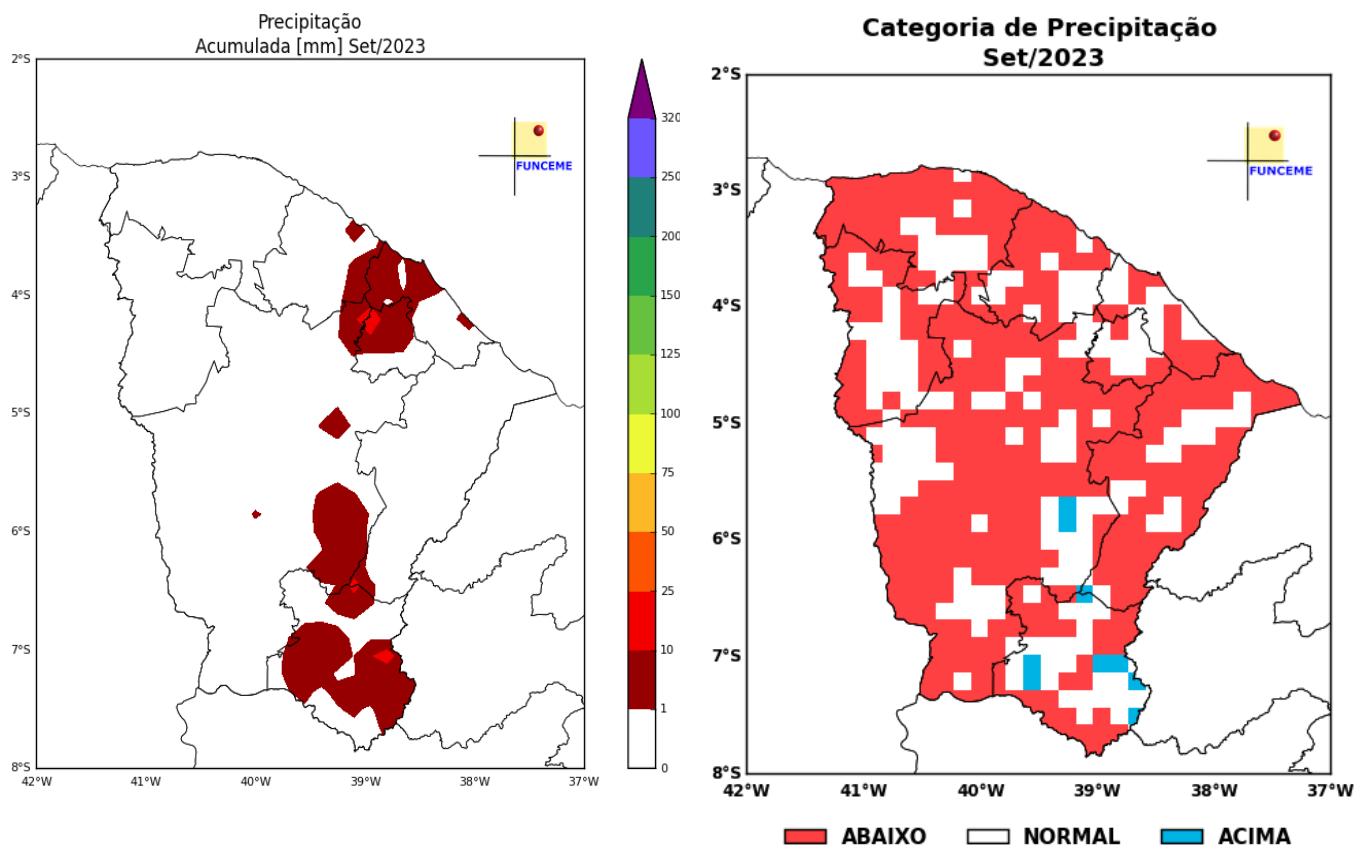 Precipitação
Acumulada [mm] Set/2023
2°S
3°S
4°S
5°S
6°S
7°S
8°S
42°W
41°W
40°W
39°W
38°W
37°W
FUNCEME
320
250
200
150
125
100
75
50
25
10
1
0
Categoria de Precipitação
Set/2023
2°S
3°S
4°S
5°S
6°S
7°S
8°S
42°W
41°W
40°W
39°W
38°W
37°W
FUNCEME
ABAIXO
NORMAL
ACIMA